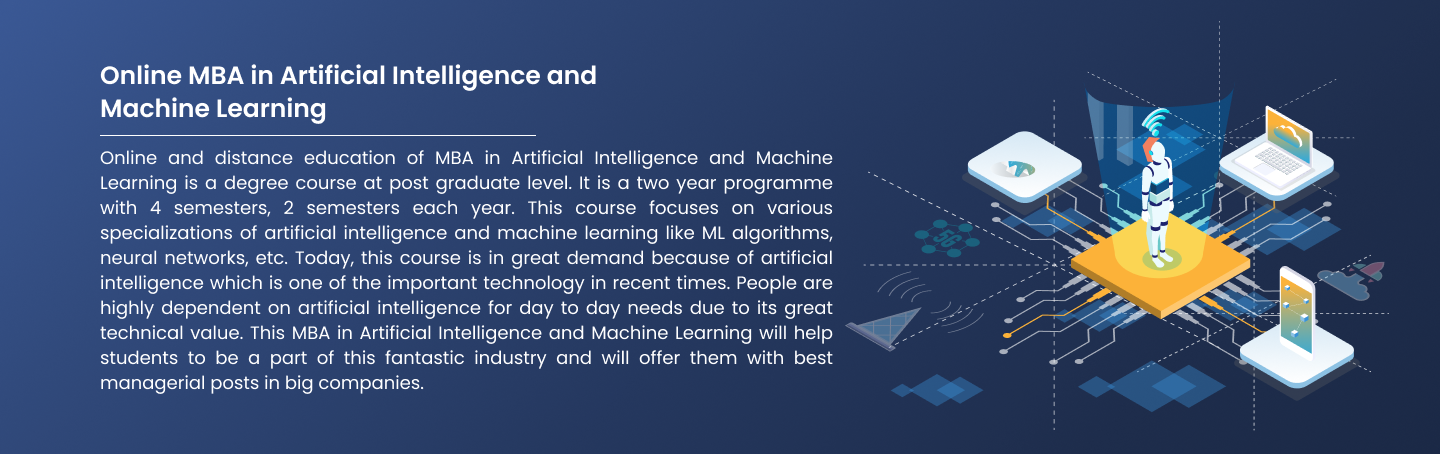 Online MBA in Artificial Intelligence and
Machine Learning
Online and distance education of MBA in Artificial Intelligence and Machine
Learning is a degree course at post graduate level. It is a two year programme
with 4 semesters, 2 semesters each year. This course focuses on various
specializations of artificial intelligence and machine learning like ML algorithms,
neural networks, etc. Today, this course is in great demand because of artificial
intelligence which is one of the important technology in recent times. People are
highly dependent on artificial intelligence for day to day needs due to its great
technical value. This MBA in Artificial Intelligence and Machine Learning will help
students to be a part of this fantastic industry and will offer them with best
managerial posts in big companies.
5G